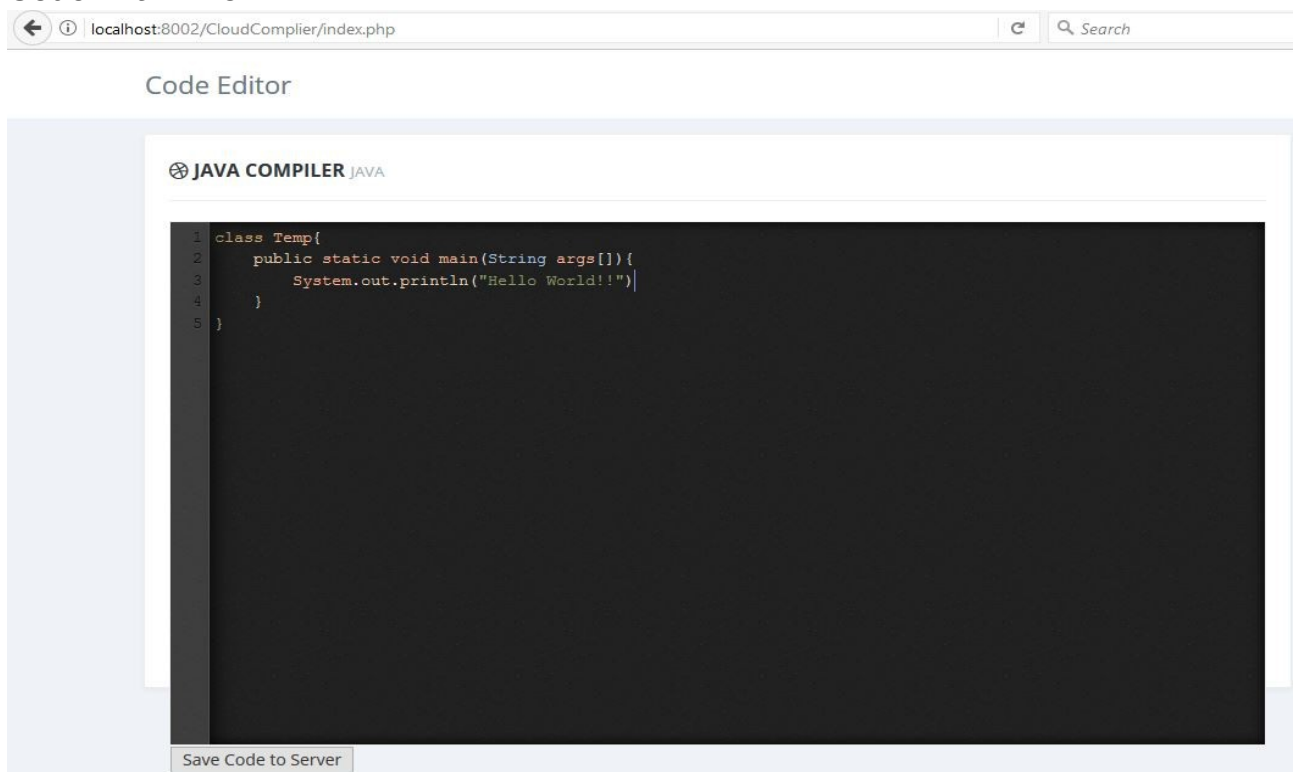 localhost:8002/CloudComplier/index.php
Search
Code Editor
JAVA COMPILER JAVA
1 class Temp{
2 public static void main(String args[]){
3 System.out.println("Hello World!!")
4 }
5 }
Save Code to Server